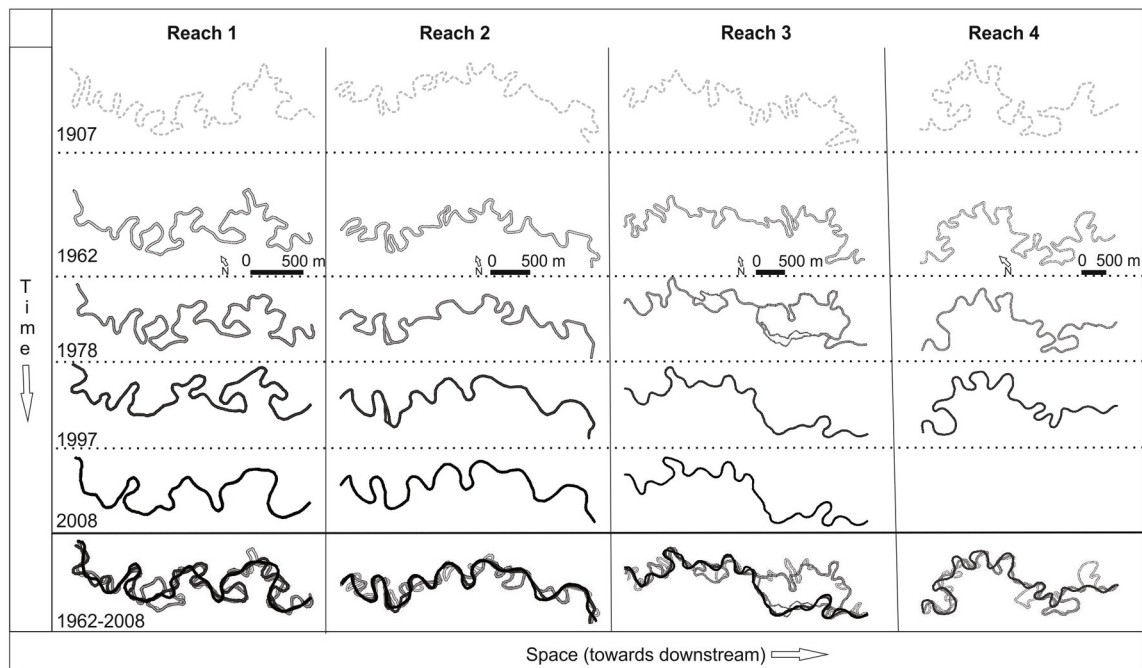 Reach 1 Reach 2 Reach 3 Reach 4
1907
1962
0 500 m 0 500 m 0 500 m 0 500 m
N N N N
Time
1978
1997
2008
1962-2008
Space (towards downstream)